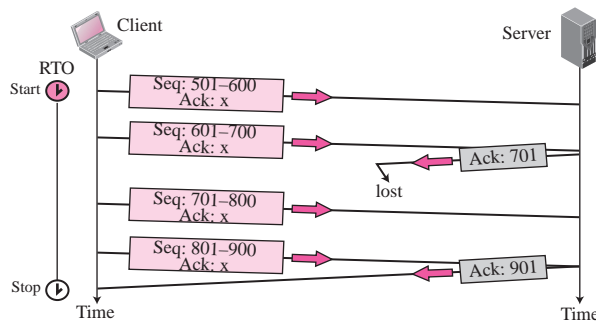 Client
Server
RTO
Start
Seq: 501–600
Ack: x
Seq: 601–700
Ack: x
Ack: 701
lost
Seq: 701–800
Ack: x
Seq: 801–900
Ack: x
Ack: 901
Stop
Time
Time